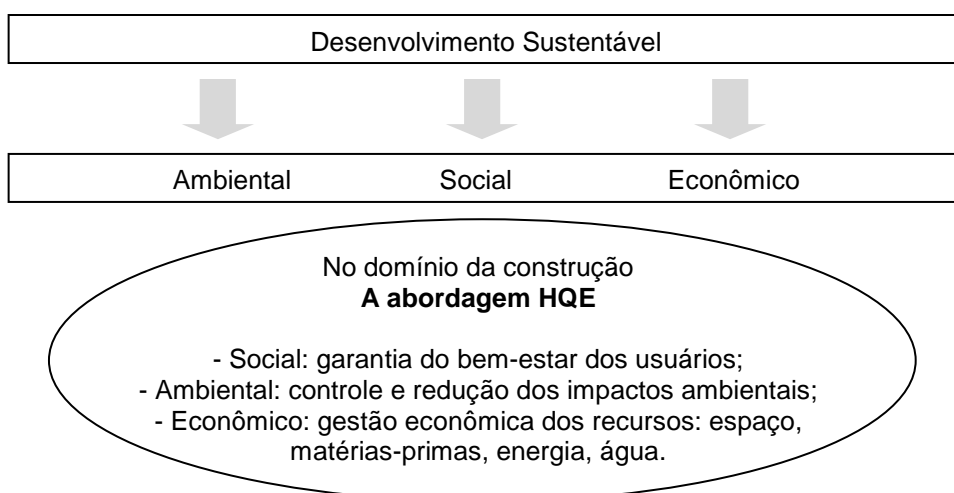 Desenvolvimento Sustentável
Ambiental Social Econômico
No domínio da construção
A abordagem HQE
- Social: garantia do bem-estar dos usuários;
- Ambiental: controle e redução dos impactos ambientais;
- Econômico: gestão econômica dos recursos: espaço,
matérias-primas, energia, água.